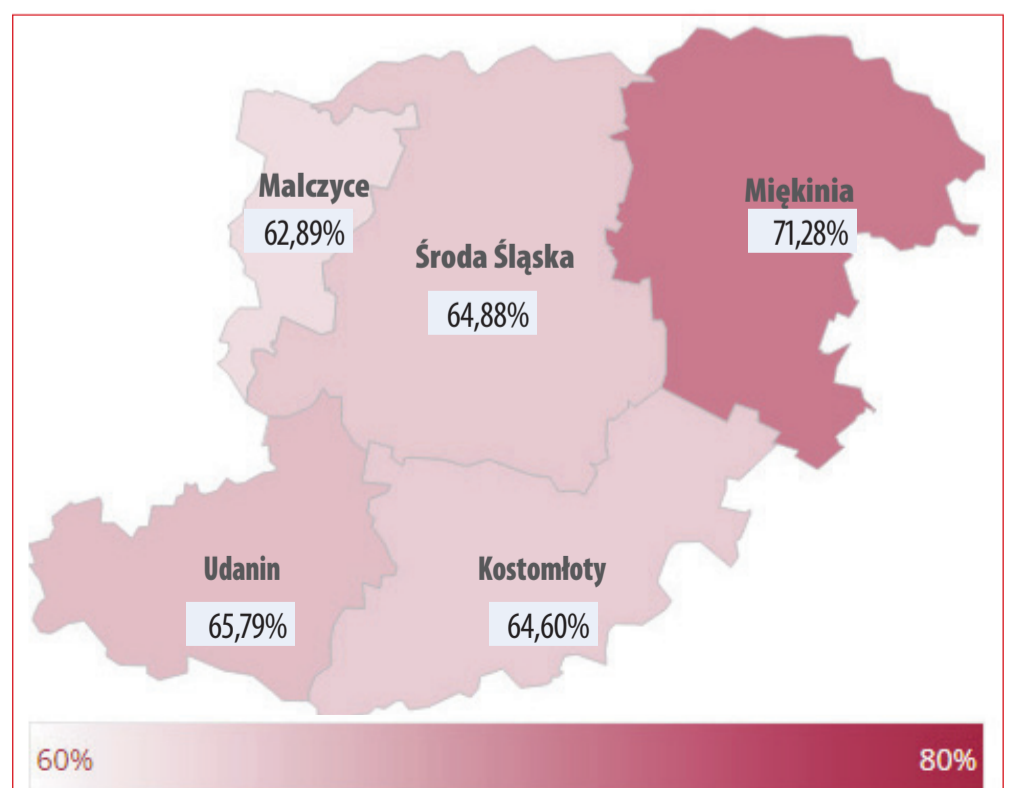 Malczyce
62,89%
Miękinia
71,28%
Środa Śląska
64,88%
Udanin
65,79%
Kostomłoty
64,60%
60%
80%